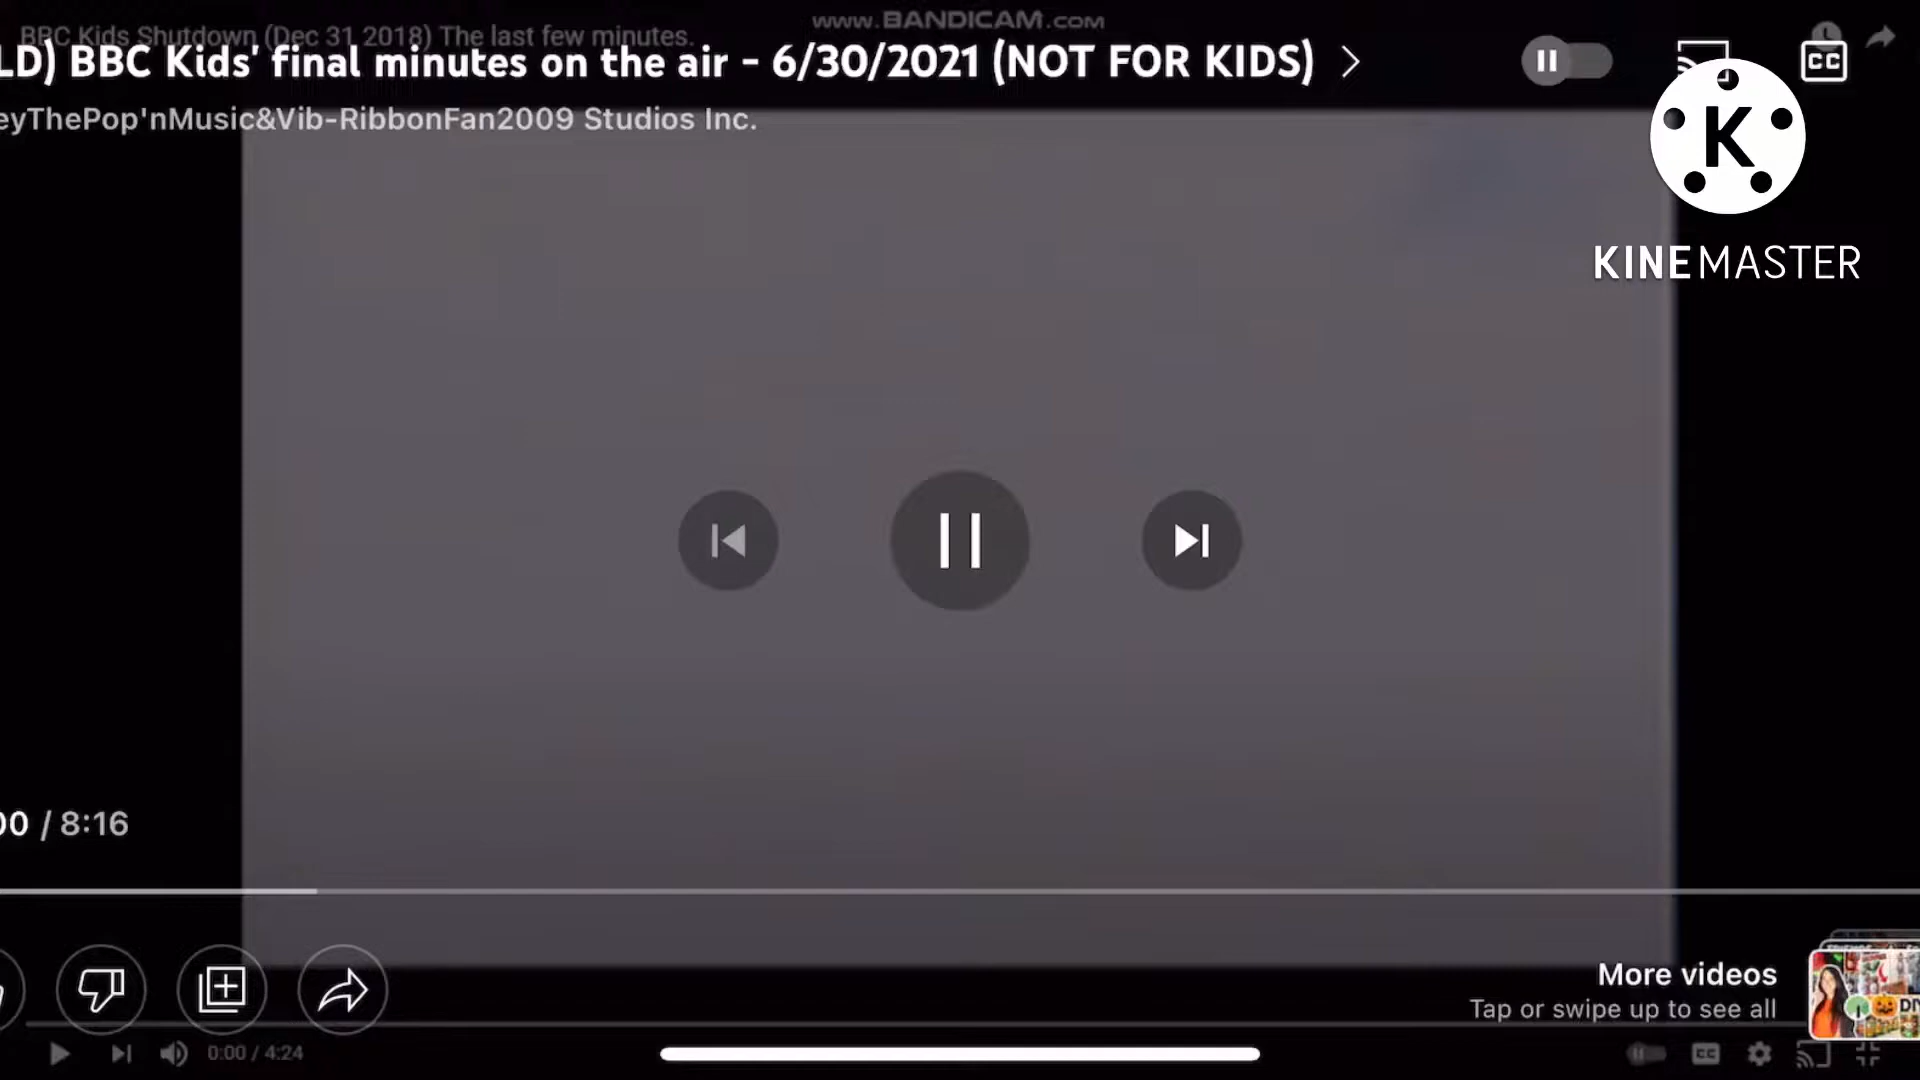 www.BANDICAM.com
BBC Kids Shutdown (Dec 31 2018) The last few minutes.
LD) BBC Kids' final minutes on the air - 6/30/2021 (NOT FOR KIDS)
CC
eyThePop'nMusic&Vib-RibbonFan2009 Studios Inc.
K
KINEMASTER
00 / 8:16
More videos
Tap or swipe up to see all
0:00 / 4:24
CC